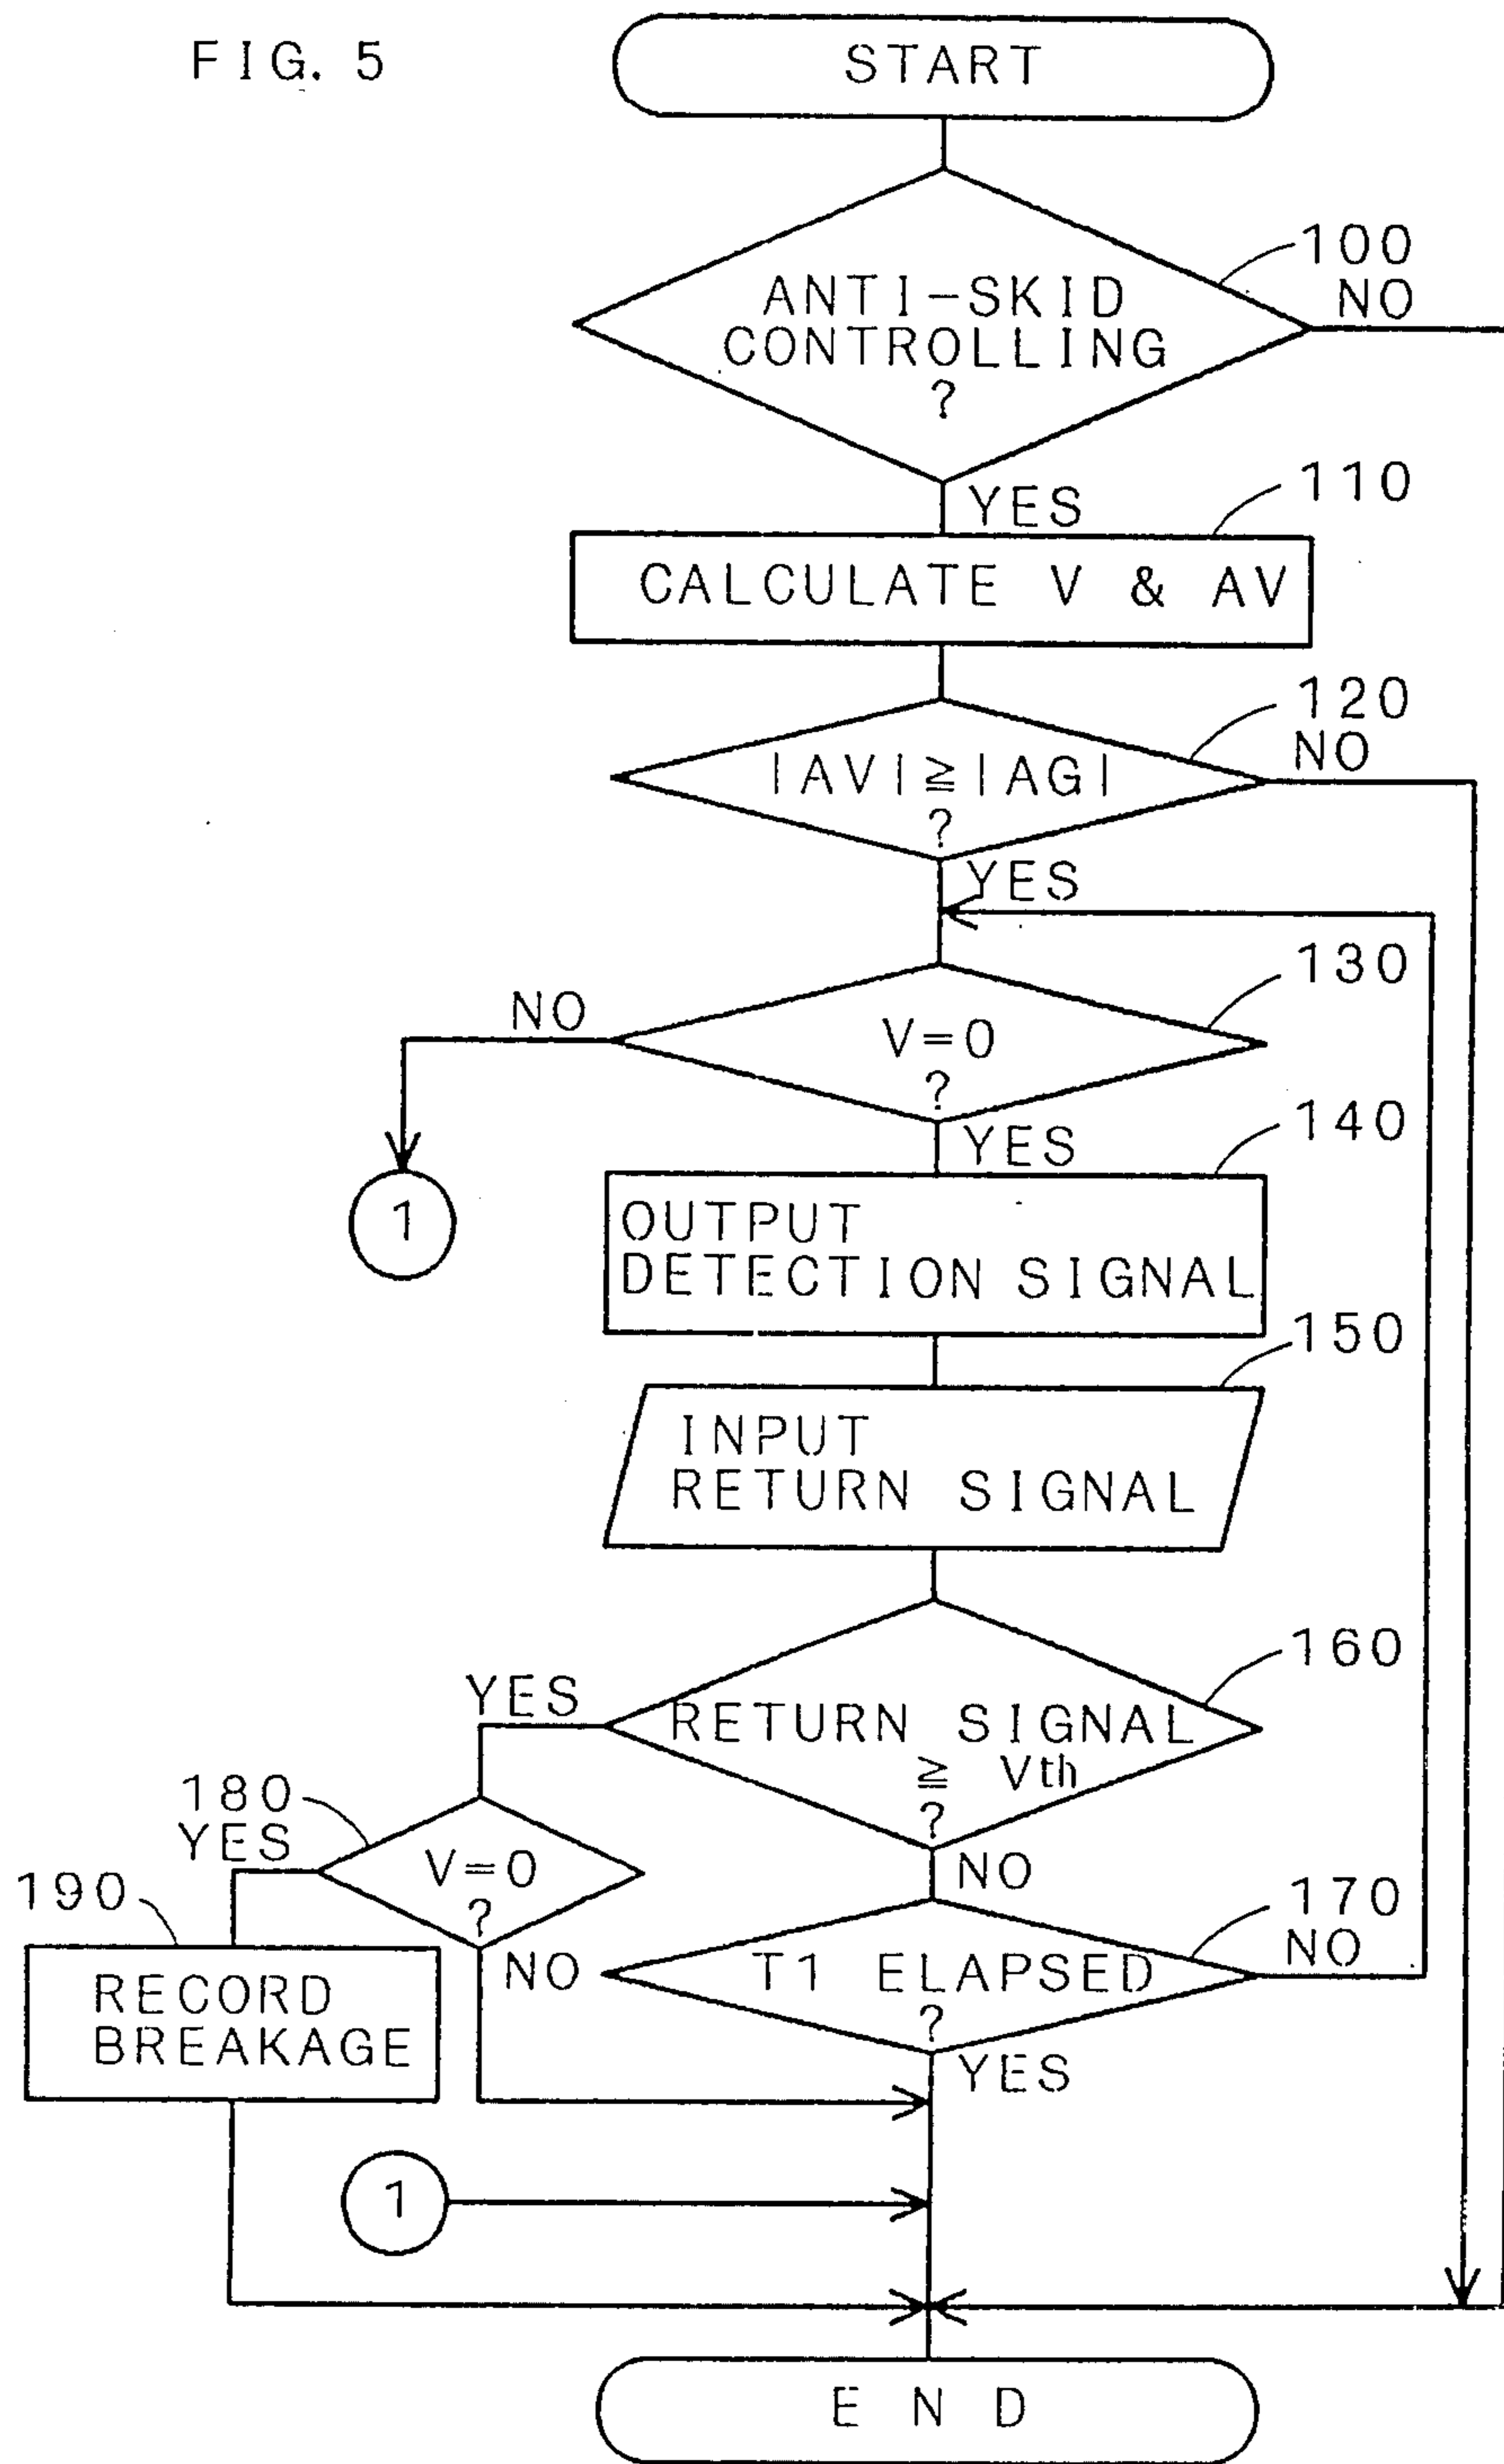 FIG. 5
START
100
NO
ANTI-SKID
CONTROLLING
?
YES
110
CALCULATE V & AV
120
NO
|AV|≧|AG|
?
YES
130
NO
V=0
?
YES
140
1
OUTPUT
DETECTION SIGNAL
150
INPUT
RETURN SIGNAL
160
YES
RETURN SIGNAL
≧ Vth
?
NO
180
YES
V=0
?
NO
190
RECORD
BREAKAGE
170
NO
T1 ELAPSED
?
YES
1
END